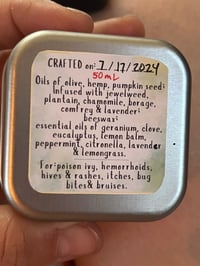 CRAFTED on: 7/17/2024
50mL
Oils of olive, hemp, pumpkin seed:
Infused with jewelweed,
plantain, chamomile, borage,
comfrey & lavender:
beeswax:
essential oils of geranium, clove,
eucalyptus, lemon balm,
peppermint, citronella, lavender
& lemongrass.
For: poison ivy, hemorrhoids,
hives & rashes, itches, bug
bites & bruises.